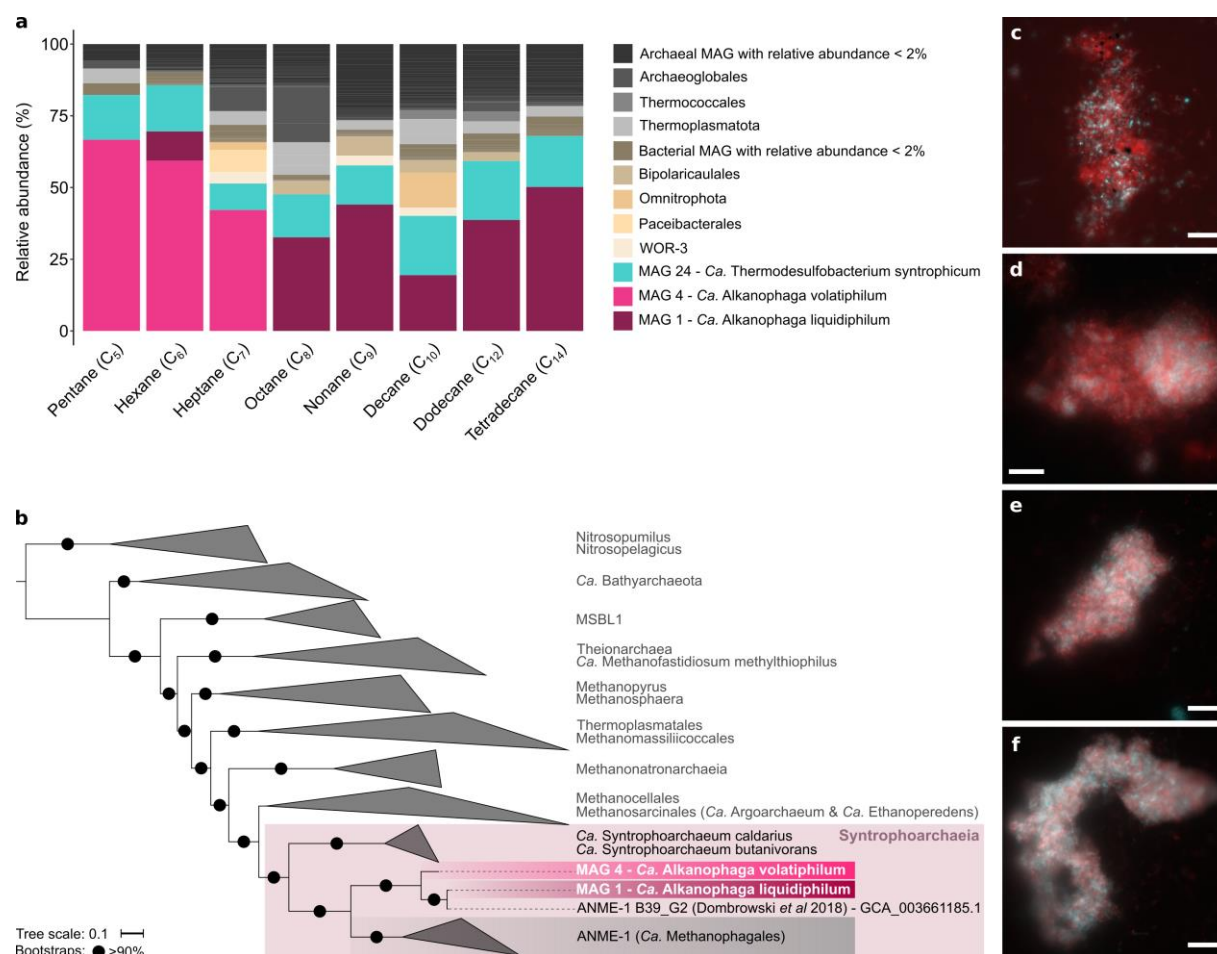 a
Relative abundance (%)
100
75
50
25
0
Pentane (C₅)
Hexane (C₆)
Heptane (C₇)
Octane (C₈)
Nonane (C₉)
Decane (C₁₀)
Dodecane (C₁₂)
Tetradecane (C₁₄)
Archaeal MAG with relative abundance < 2%
Archaeoglobales
Thermococcales
Thermoplasmatota
Bacterial MAG with relative abundance < 2%
Bipolaricaulales
Omnitrophota
Paceibacterales
WOR-3
MAG 24 - Ca. Thermodesulfobacterium syntrophicum
MAG 4 - Ca. Alkanophaga volatiphilum
MAG 1 - Ca. Alkanophaga liquidiphilum
b
Nitrosopumilus
Nitrosopelagicus
Ca. Bathyarchaeota
MSBL1
Theionarchaea
Ca. Methanofastidiosum methylthiophilus
Methanopyrus
Methanosphaera
Thermoplasmatales
Methanomassiliicoccales
Methanonatronarchaeia
Methanocellales
Methanosarcinales (Ca. Argoarchaeum & Ca. Ethanoperedens)
Ca. Syntrophoarchaeum caldarius
Syntrophoarchaeia
Ca. Syntrophoarchaeum butanivorans
MAG 4 - Ca. Alkanophaga volatiphilum
MAG 1 - Ca. Alkanophaga liquidiphilum
ANME-1 B39_G2 (Dombrowski et al 2018) - GCA_003661185.1
ANME-1 (Ca. Methanophagales)
Tree scale: 0.1
Bootstraps: >90%
c
d
e
f